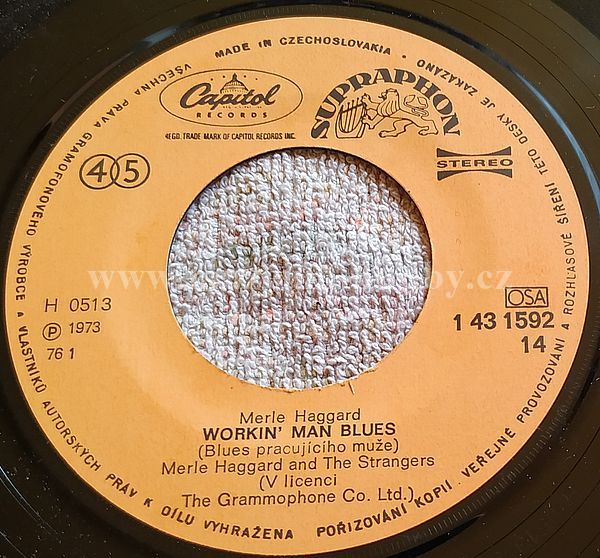 MADE IN CZECHOSLOVAKIA •
VŠECHNA PRÁVA GRAMOFONOVÉHO VÝROBCE A VLASTNÍKŮ AUTORSKÝCH PRÁV K DÍLU VYHRAŽENA
POŘIZOVÁNÍ KOPIÍ VEŘEJNÉ PROVOZOVÁNÍ A ROZHLASOVÉ ŠÍŘENÍ TÉTO DESKY JE ZAKÁZÁNO
Capitol
RECORDS
REGD. TRADE MARK OF CAPITOL RECORDS INC.
SUPRAPHON
45
STEREO
H 0513
Ⓟ 1973
76 1
OSA
1 43 1592
14
Merle Haggard
WORKIN' MAN BLUES
(Blues pracujícího muže)
Merle Haggard and The Strangers
(V licenci
The Grammophone Co. Ltd.)